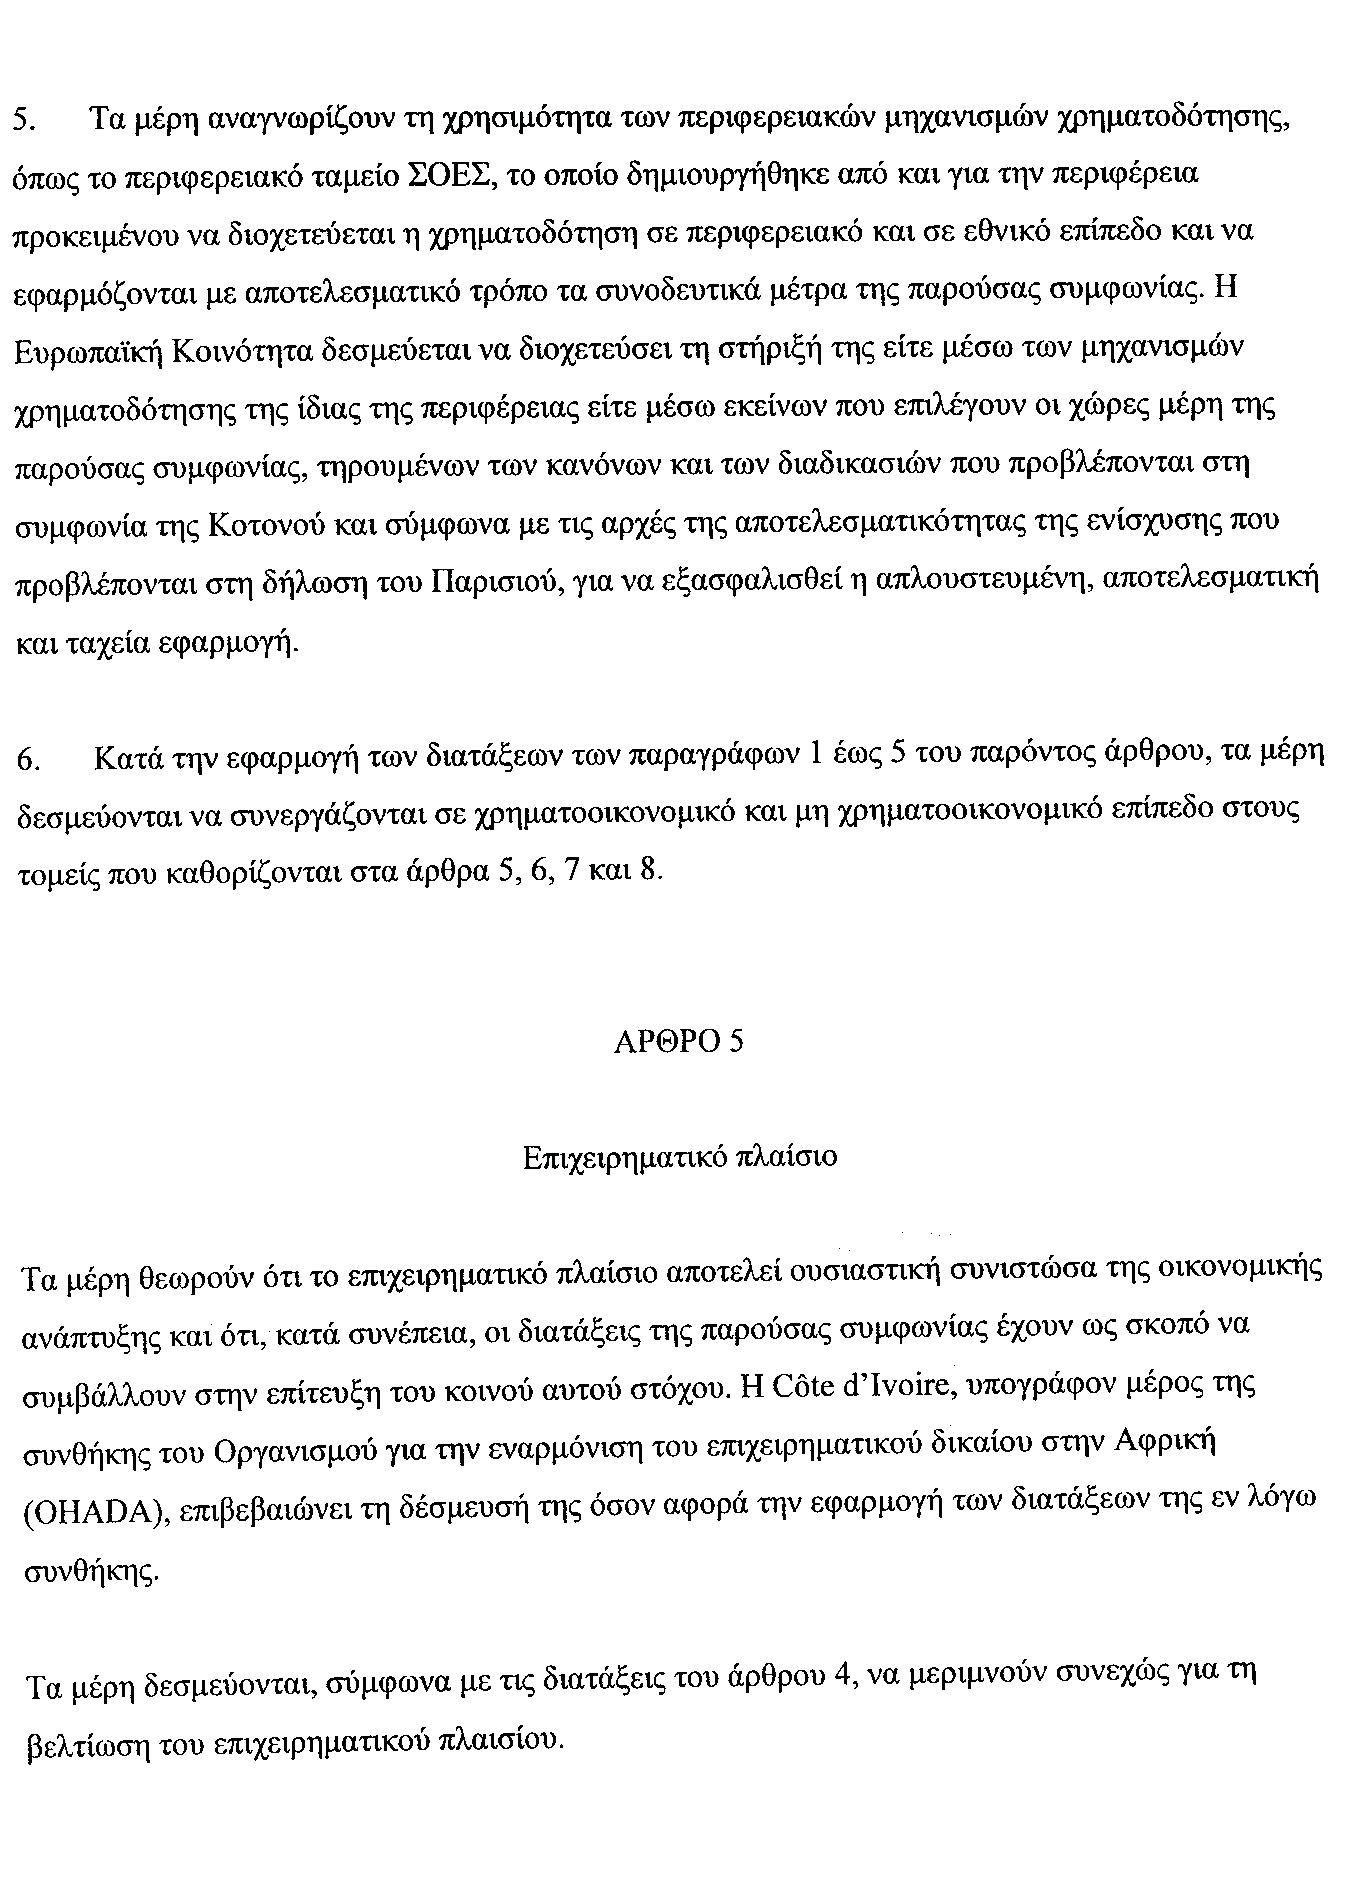 5. Τα μέρη αναγνωρίζουν τη χρησιμότητα των περιφερειακών μηχανισμών χρηματοδότησης,
όπως το περιφερειακό ταμείο ΣΟΕΣ, το οποίο δημιουργήθηκε από και για την περιφέρεια
προκειμένου να διοχετεύεται η χρηματοδότηση σε περιφερειακό και σε εθνικό επίπεδο και να
εφαρμόζονται με αποτελεσματικό τρόπο τα συνοδευτικά μέτρα της παρούσας συμφωνίας. Η
Ευρωπαϊκή Κοινότητα δεσμεύεται να διοχετεύσει τη στήριξή της είτε μέσω των μηχανισμών
χρηματοδότησης της ίδιας της περιφέρειας είτε μέσω εκείνων που επιλέγουν οι χώρες μέρη της
παρούσας συμφωνίας, τηρουμένων των κανόνων και των διαδικασιών που προβλέπονται στη
συμφωνία της Κοτονού και σύμφωνα με τις αρχές της αποτελεσματικότητας της ενίσχυσης που
προβλέπονται στη δήλωση του Παρισιού, για να εξασφαλισθεί η απλουστευμένη, αποτελεσματική
και ταχεία εφαρμογή.
6. Κατά την εφαρμογή των διατάξεων των παραγράφων 1 έως 5 του παρόντος άρθρου, τα μέρη
δεσμεύονται να συνεργάζονται σε χρηματοοικονομικό και μη χρηματοοικονομικό επίπεδο στους
τομείς που καθορίζονται στα άρθρα 5, 6, 7 και 8.
ΑΡΘΡΟ 5
Επιχειρηματικό πλαίσιο
Τα μέρη θεωρούν ότι το επιχειρηματικό πλαίσιο αποτελεί ουσιαστική συνιστώσα της οικονομικής
ανάπτυξης και ότι, κατά συνέπεια, οι διατάξεις της παρούσας συμφωνίας έχουν ως σκοπό να
συμβάλλουν στην επίτευξη του κοινού αυτού στόχου. Η Côte d’Ivoire, υπογράφον μέρος της
συνθήκης του Οργανισμού για την εναρμόνιση του επιχειρηματικού δικαίου στην Αφρική
(OHADA), επιβεβαιώνει τη δέσμευσή της όσον αφορά την εφαρμογή των διατάξεων της εν λόγω
συνθήκης.
Τα μέρη δεσμεύονται, σύμφωνα με τις διατάξεις του άρθρου 4, να μεριμνούν συνεχώς για τη
βελτίωση του επιχειρηματικού πλαισίου.